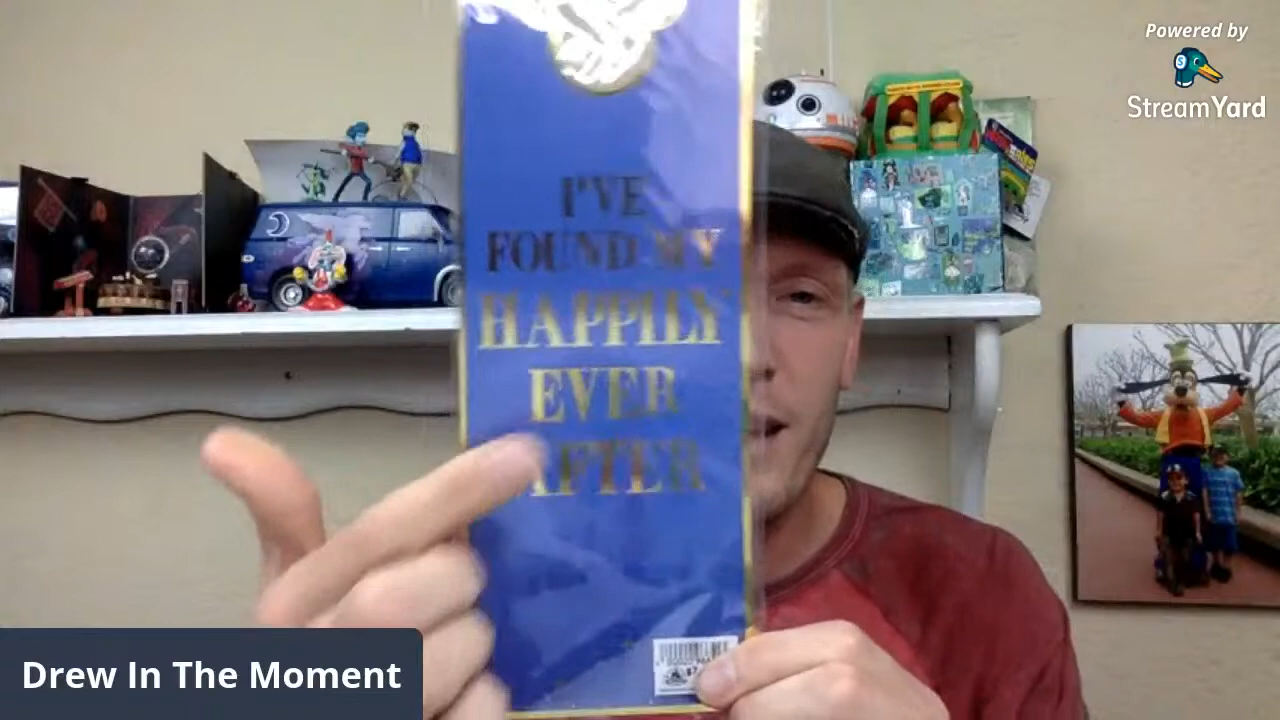 Powered by
StreamYard
I'VE
FOUND MY
HAPPILY
EVER
AFTER
Drew In The Moment